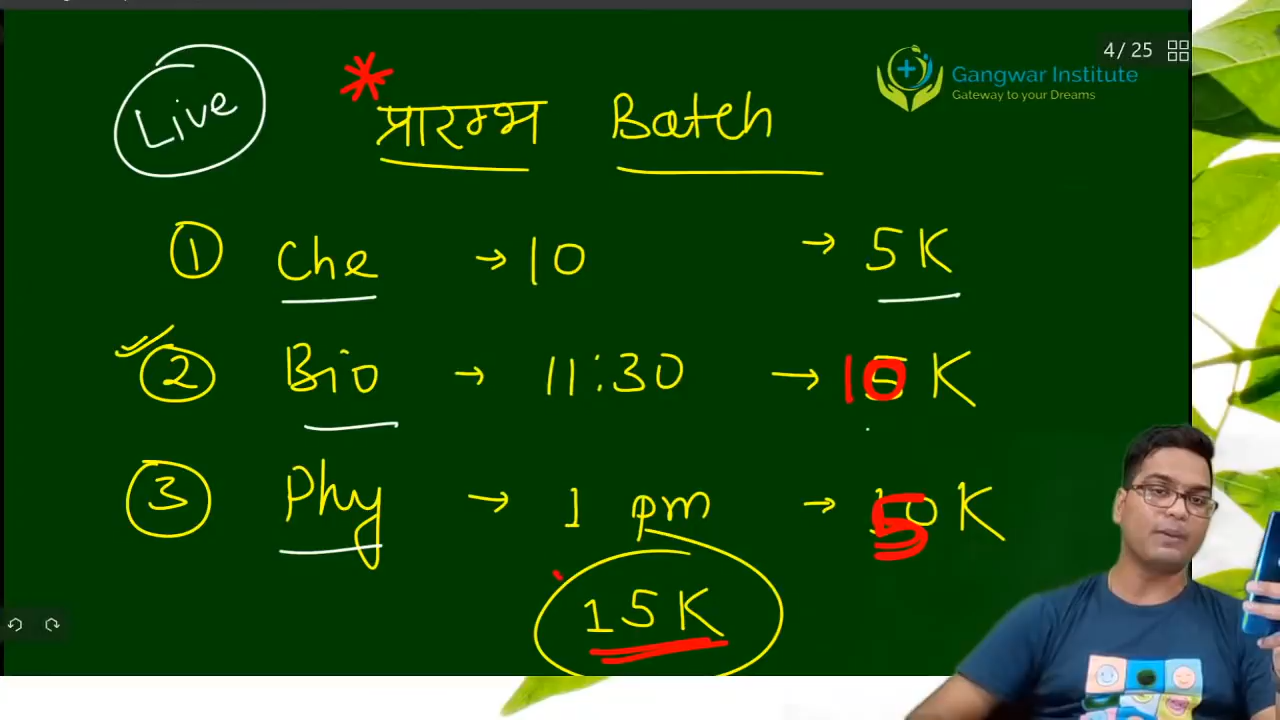 4/25
Gangwar Institute
Gateway to your Dreams
Live
* प्रारम्भ Batch
① Che → 10 → 5K
② Bio → 11:30 → 10 K
③ Phy → 1 pm → 5 K
15K